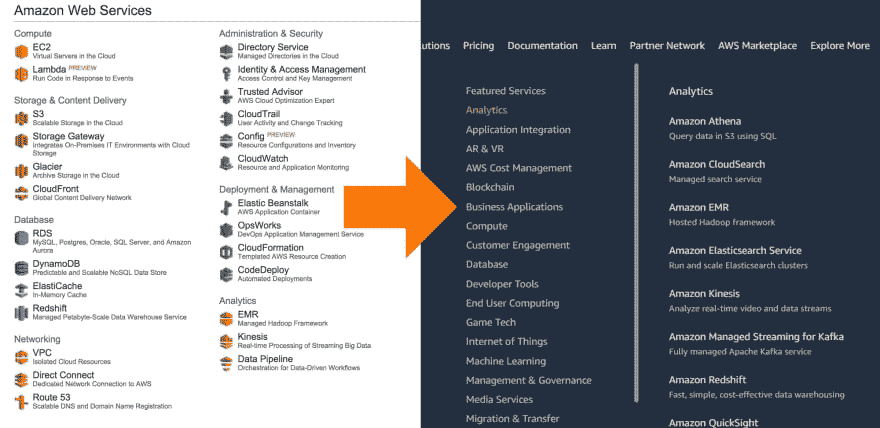 Amazon Web Services
Compute
EC2
Virtual Servers in the Cloud
Lambda PREVIEW
Run Code in Response to Events
Storage & Content Delivery
S3
Scalable Storage in the Cloud
Storage Gateway
Integrates On-Premises IT Environments with Cloud
Storage
Glacier
Archive Storage in the Cloud
CloudFront
Global Content Delivery Network
Database
RDS
MySQL, Postgres, Oracle, SQL Server, and Amazon
Aurora
DynamoDB
Predictable and Scalable NoSQL Data Store
ElastiCache
In-Memory Cache
Redshift
Managed Petabyte-Scale Data Warehouse Service
Networking
VPC
Isolated Cloud Resources
Direct Connect
Dedicated Network Connection to AWS
Route 53
Scalable DNS and Domain Name Registration
Administration & Security
Directory Service
Managed Directories in the Cloud
Identity & Access Management
Access Control and Key Management
Trusted Advisor
AWS Cloud Optimization Expert
CloudTrail
User Activity and Change Tracking
Config PREVIEW
Resource Configurations and Inventory
CloudWatch
Resource and Application Monitoring
Deployment & Management
Elastic Beanstalk
AWS Application Container
OpsWorks
DevOps Application Management Service
CloudFormation
Templated AWS Resource Creation
CodeDeploy
Automated Deployments
Analytics
EMR
Managed Hadoop Framework
Kinesis
Real-time Processing of Streaming Big Data
Data Pipeline
Orchestration for Data-Driven Workflows
utions Pricing Documentation Learn Partner Network AWS Marketplace Explore More
Featured Services
Analytics
Application Integration
AR & VR
AWS Cost Management
Blockchain
Business Applications
Compute
Customer Engagement
Database
Developer Tools
End User Computing
Game Tech
Internet of Things
Machine Learning
Management & Governance
Media Services
Migration & Transfer
Analytics
Amazon Athena
Query data in S3 using SQL
Amazon CloudSearch
Managed search service
Amazon EMR
Hosted Hadoop framework
Amazon Elasticsearch Service
Run and scale Elasticsearch clusters
Amazon Kinesis
Analyze real-time video and data streams
Amazon Managed Streaming for Kafka
Fully managed Apache Kafka service
Amazon Redshift
Fast, simple, cost-effective data warehousing
Amazon QuickSight